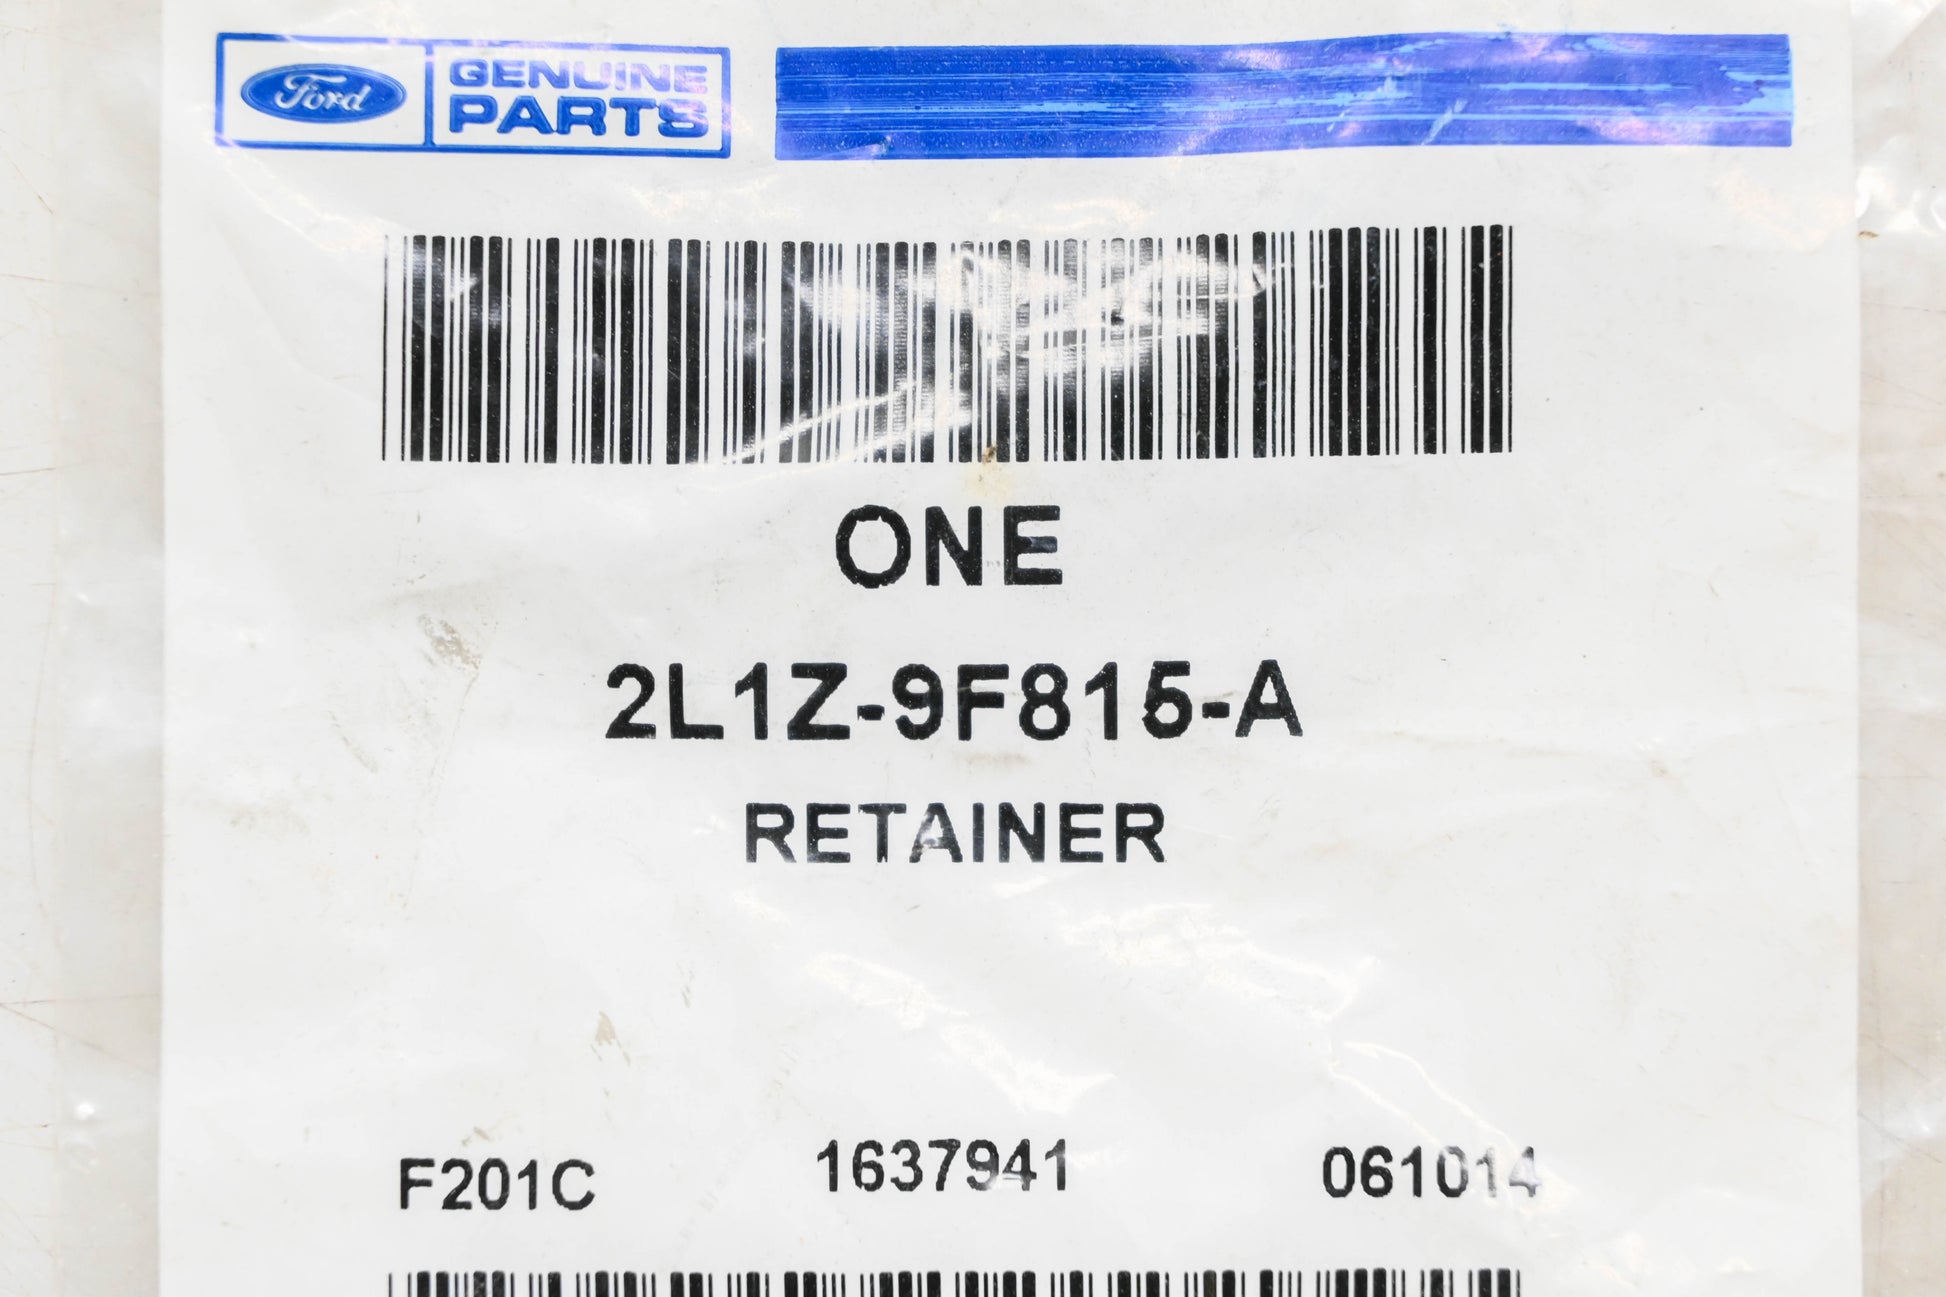 Ford GENUINE
PARTS
ONE
2L1Z-9F815-A
RETAINER
F201C 1637941 061014